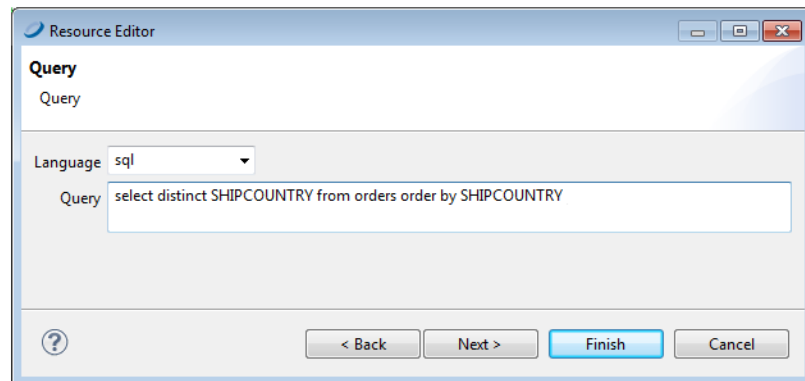 Resource Editor
Query
Query
Language sql
Query select distinct SHIPCOUNTRY from orders order by SHIPCOUNTRY
?
< Back Next > Finish Cancel